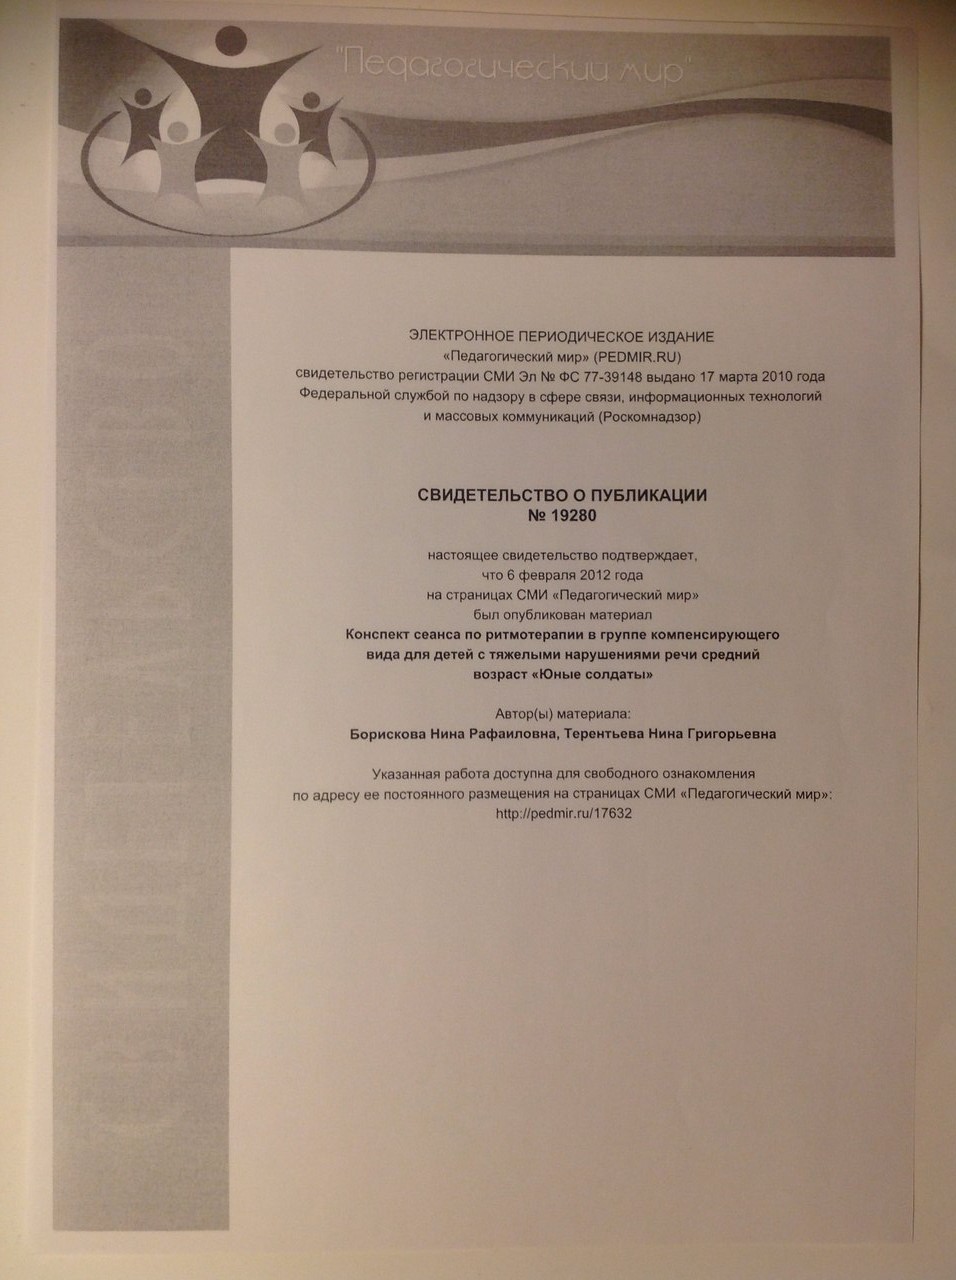 "Педагогический мир"
ЭЛЕКТРОННОЕ ПЕРИОДИЧЕСКОЕ ИЗДАНИЕ
«Педагогический мир» (PEDMIR.RU)
свидетельство регистрации СМИ Эл № ФС 77-39148 выдано 17 марта 2010 года
Федеральной службой по надзору в сфере связи, информационных технологий
и массовых коммуникаций (Роскомнадзор)
СВИДЕТЕЛЬСТВО О ПУБЛИКАЦИИ
№ 19280
настоящее свидетельство подтверждает,
что 6 февраля 2012 года
на страницах СМИ «Педагогический мир»
был опубликован материал
Конспект сеанса по ритмотерапии в группе компенсирующего
вида для детей с тяжелыми нарушениями речи средний
возраст «Юные солдаты»
Автор(ы) материала:
Борискова Нина Рафаиловна, Терентьева Нина Григорьевна
Указанная работа доступна для свободного ознакомления
по адресу ее постоянного размещения на страницах СМИ «Педагогический мир»:
http://pedmir.ru/17632